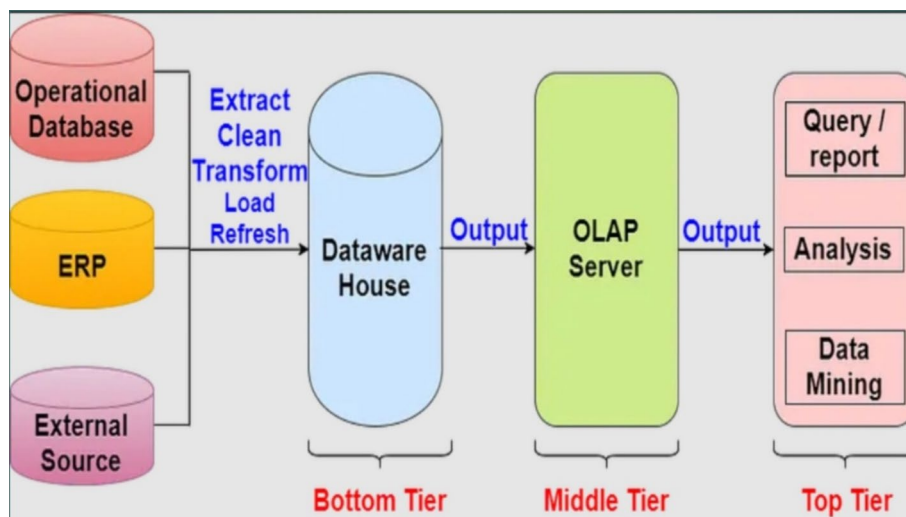 Operational
Database
ERP
External
Source
Extract
Clean
Transform
Load
Refresh
Dataware
House
Output
OLAP
Server
Output
Query /
report
Analysis
Data
Mining
Bottom Tier
Middle Tier
Top Tier